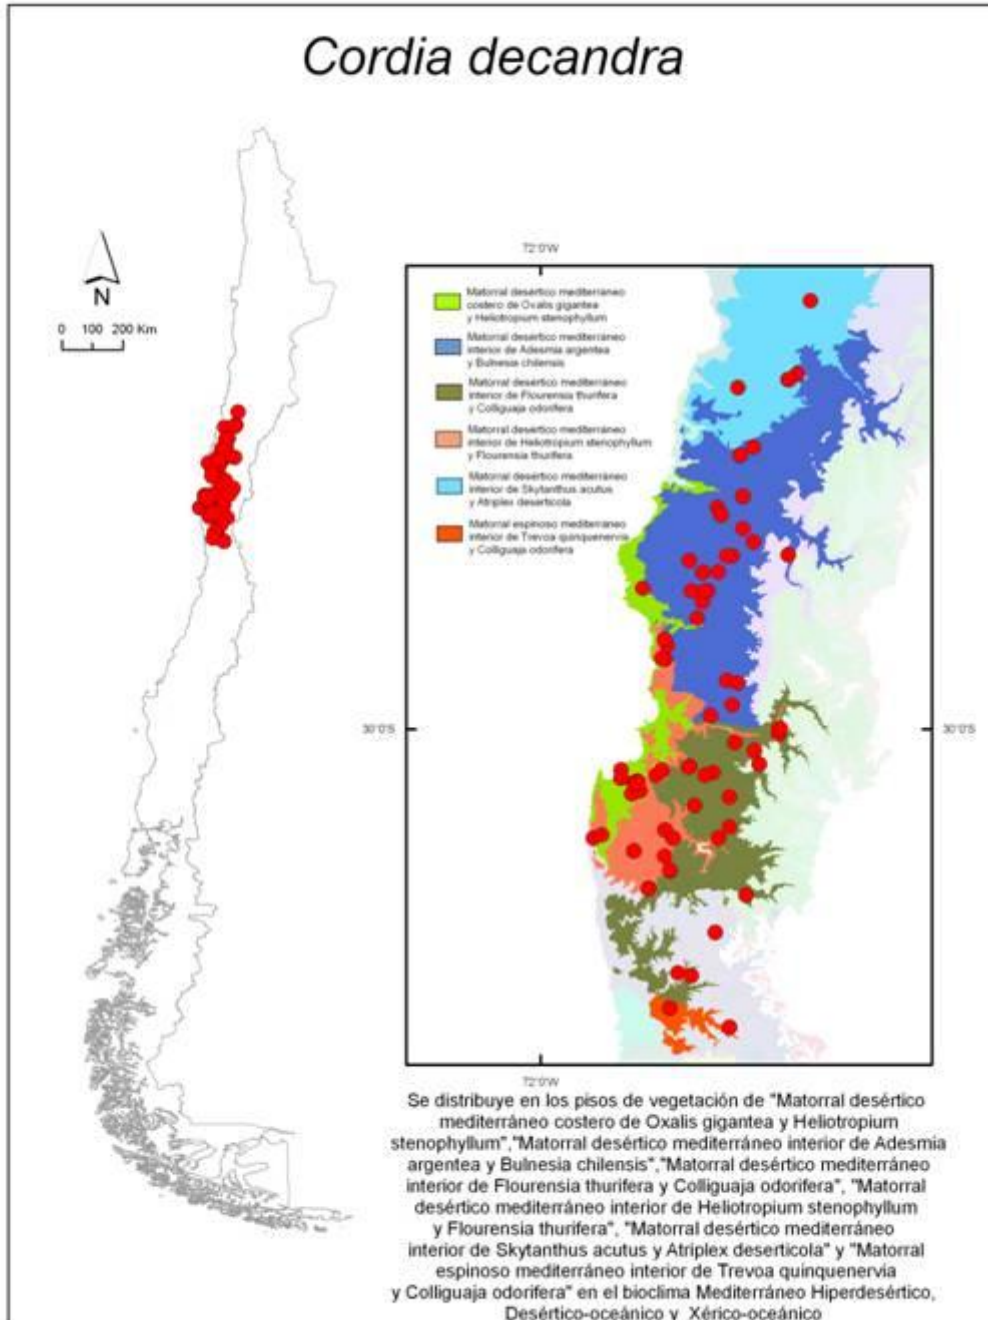 Cordia decandra
N
0 100 200 Km
72°0'W
Matorral desértico mediterráneo
costero de Oxalis gigantea
y Heliotropium stenophyllum
Matorral desértico mediterráneo
interior de Adesmia argentea
y Bulnesia chilensis
Matorral desértico mediterráneo
interior de Flourensia thurifera
y Colliguaja odorifera
Matorral desértico mediterráneo
interior de Heliotropium stenophyllum
y Flourensia thurifera
Matorral desértico mediterráneo
interior de Skytanthus acutus
y Atriplex deserticola
Matorral espinoso mediterráneo
interior de Trevoa quinquenervia
y Colliguaja odorifera
30°0'S
30°0'S
72°0'W
Se distribuye en los pisos de vegetación de "Matorral desértico
mediterráneo costero de Oxalis gigantea y Heliotropium
stenophyllum","Matorral desértico mediterráneo interior de Adesmia
argentea y Bulnesia chilensis","Matorral desértico mediterráneo
interior de Flourensia thurifera y Colliguaja odorifera", "Matorral
desértico mediterráneo interior de Heliotropium stenophyllum
y Flourensia thurifera", "Matorral desértico mediterráneo
interior de Skytanthus acutus y Atriplex deserticola" y "Matorral
espinoso mediterráneo interior de Trevoa quinquenervia
y Colliguaja odorifera" en el bioclima Mediterráneo Hiperdesértico,
Desértico-oceánico y Xérico-oceánico